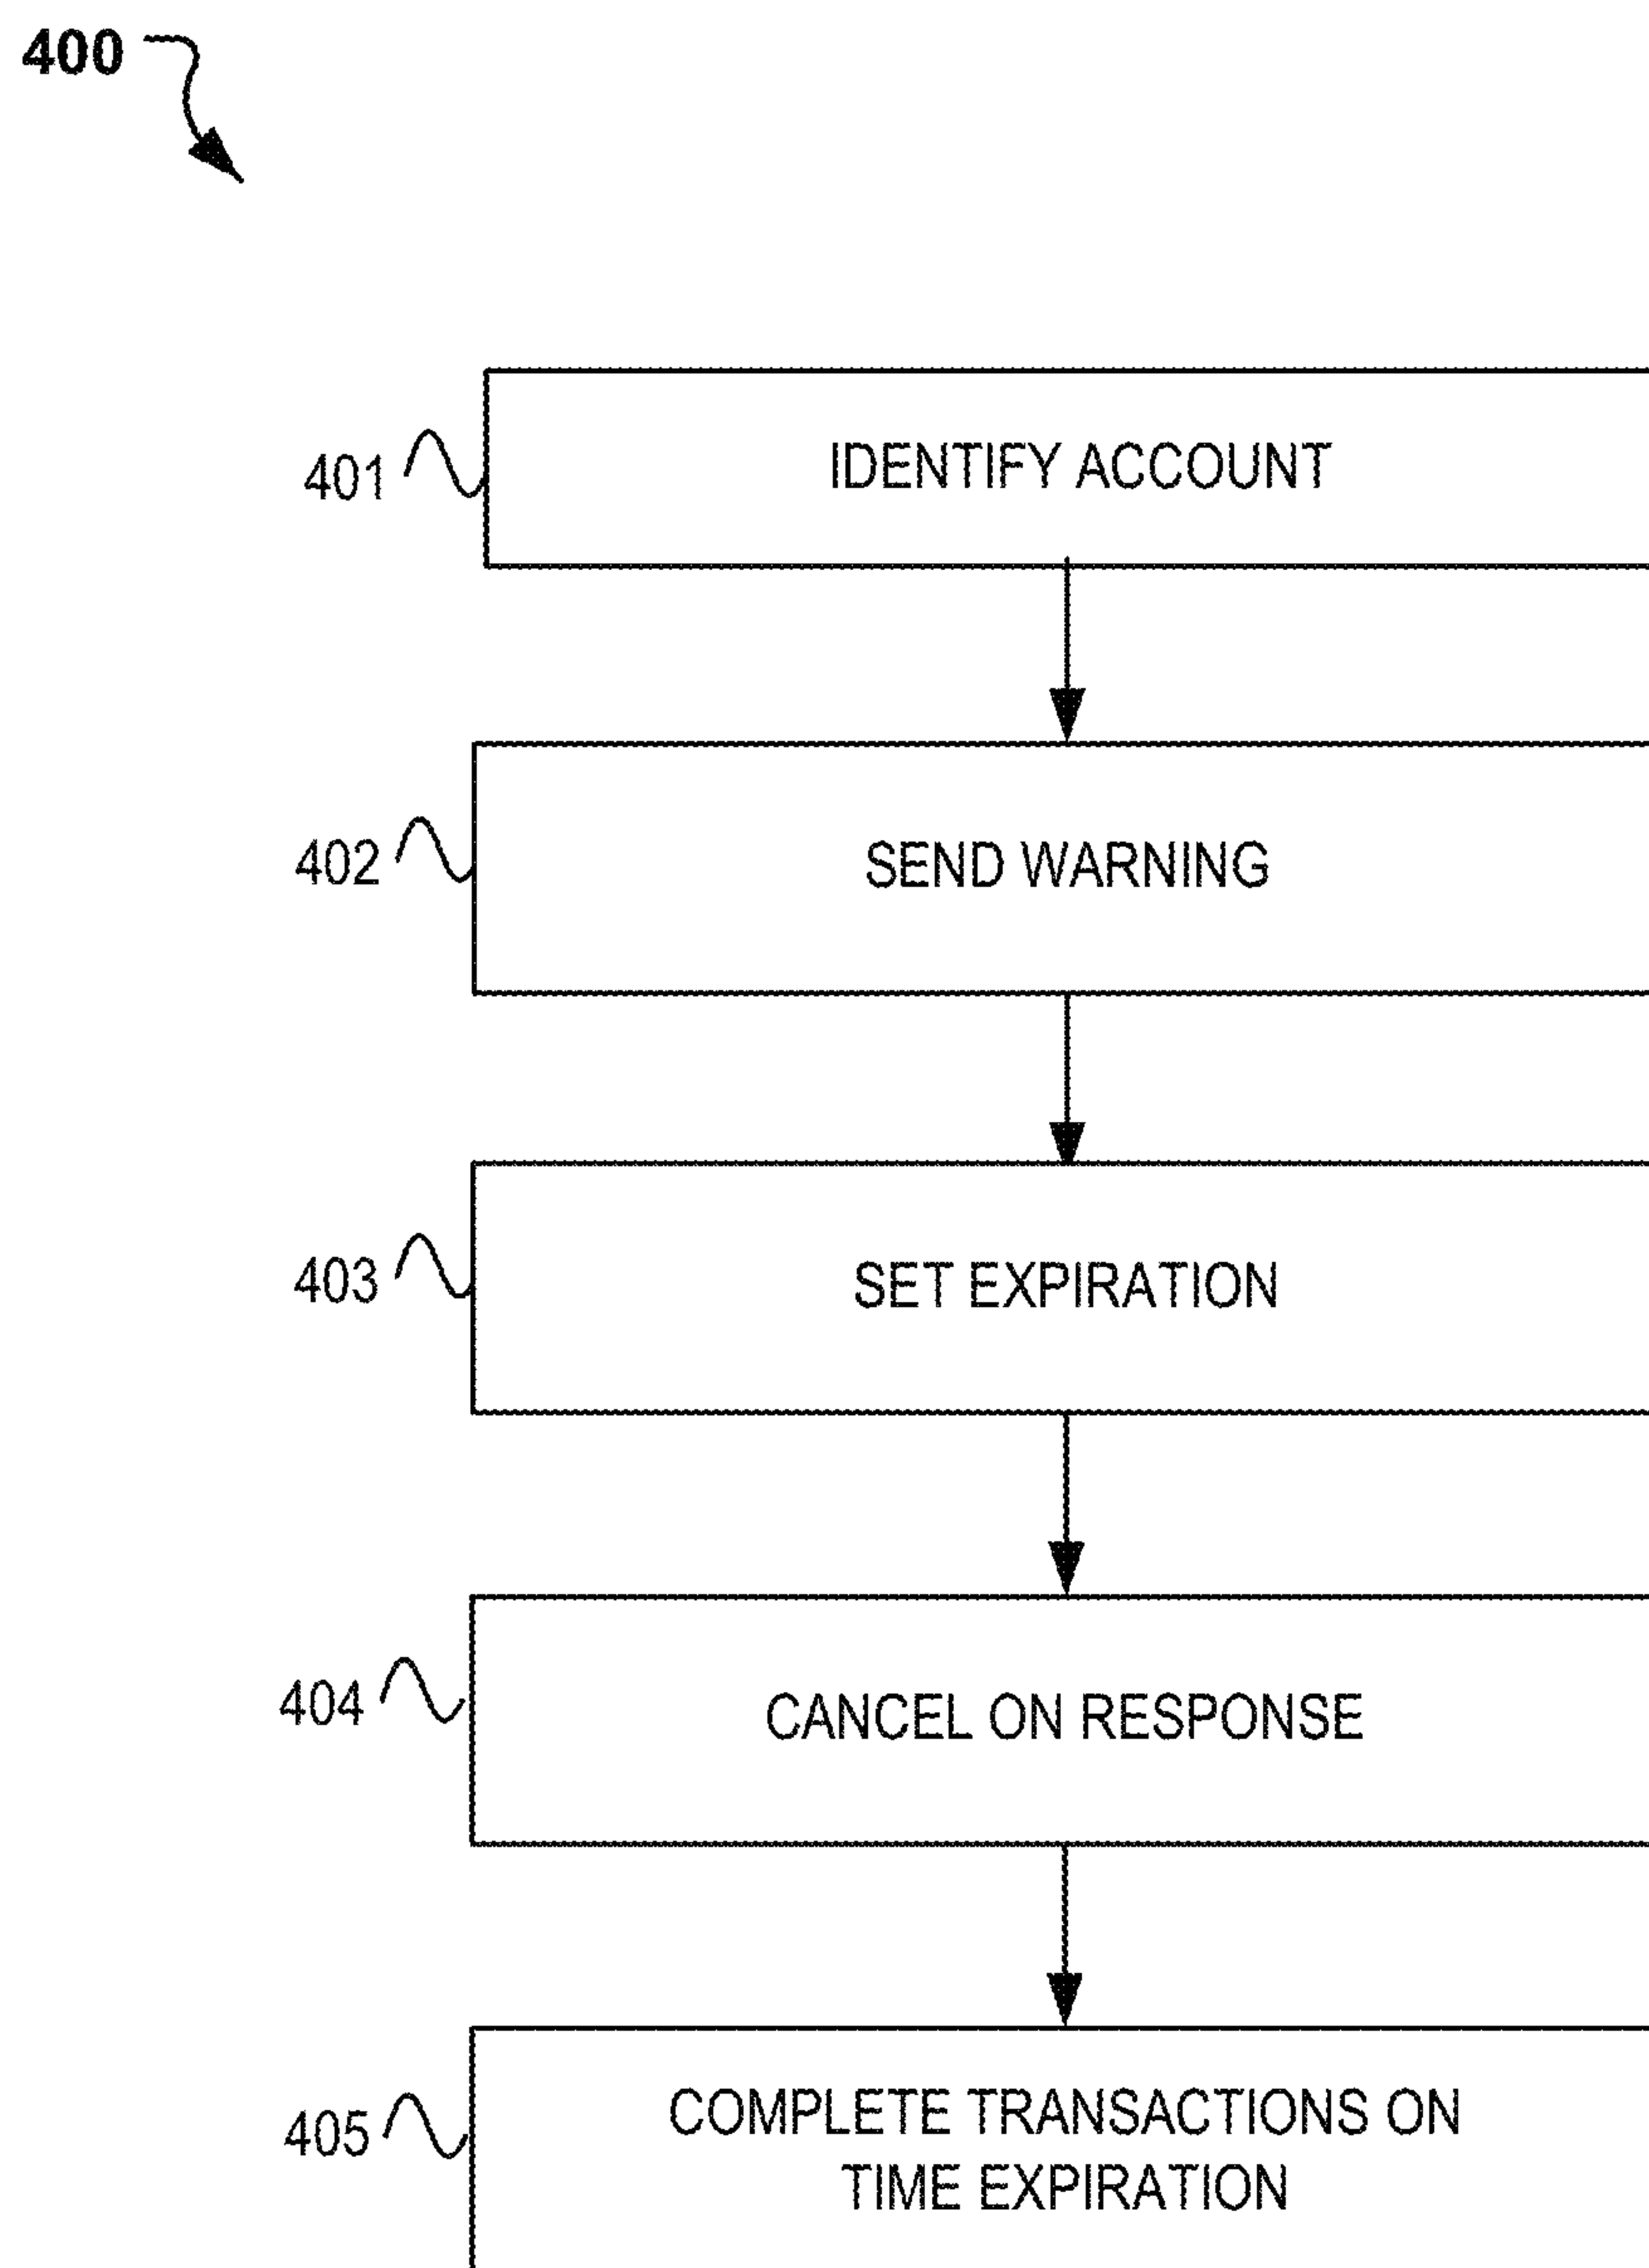 400
401
IDENTIFY ACCOUNT
402
SEND WARNING
403
SET EXPIRATION
404
CANCEL ON RESPONSE
405
COMPLETE TRANSACTIONS ON
TIME EXPIRATION